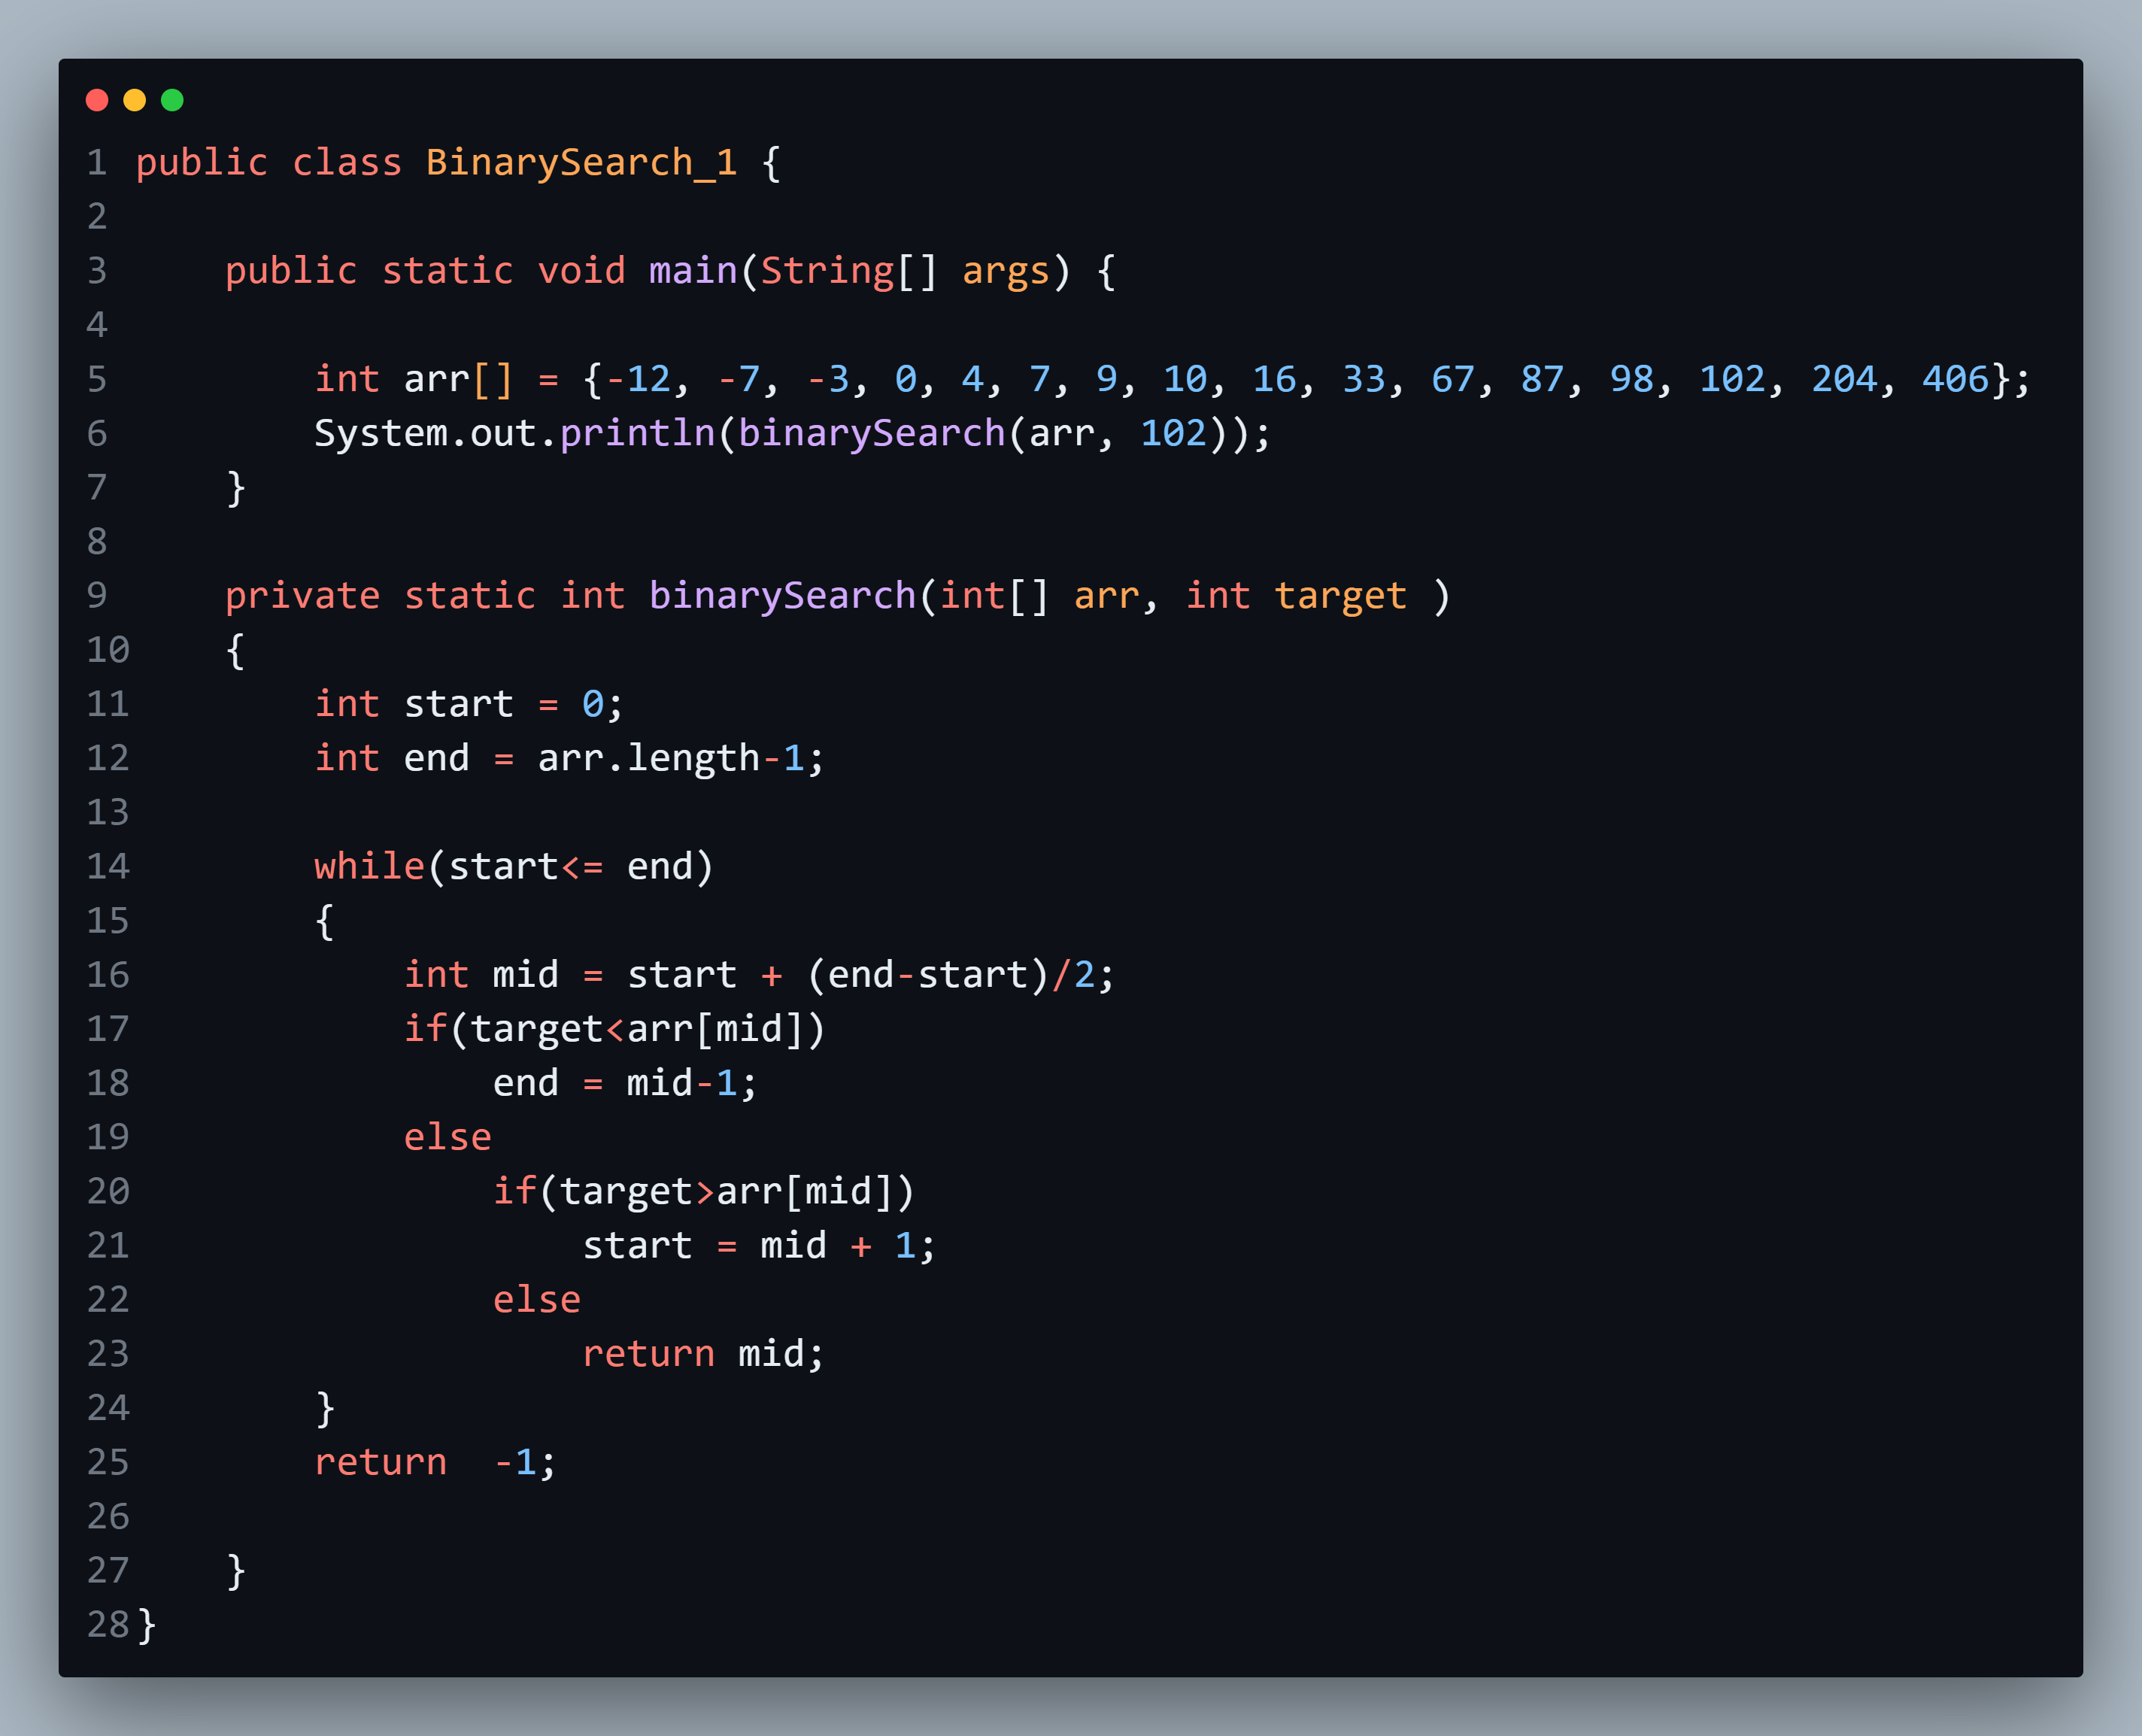 1 public class BinarySearch_1 {
2
3     public static void main(String[] args) {
4
5         int arr[] = {-12, -7, -3, 0, 4, 7, 9, 10, 16, 33, 67, 87, 98, 102, 204, 406};
6         System.out.println(binarySearch(arr, 102));
7     }
8
9     private static int binarySearch(int[] arr, int target )
10    {
11        int start = 0;
12        int end = arr.length-1;
13
14        while(start<= end)
15        {
16            int mid = start + (end-start)/2;
17            if(target<arr[mid])
18                end = mid-1;
19            else
20                if(target>arr[mid])
21                    start = mid + 1;
22                else
23                    return mid;
24        }
25        return  -1;
26
27    }
28}